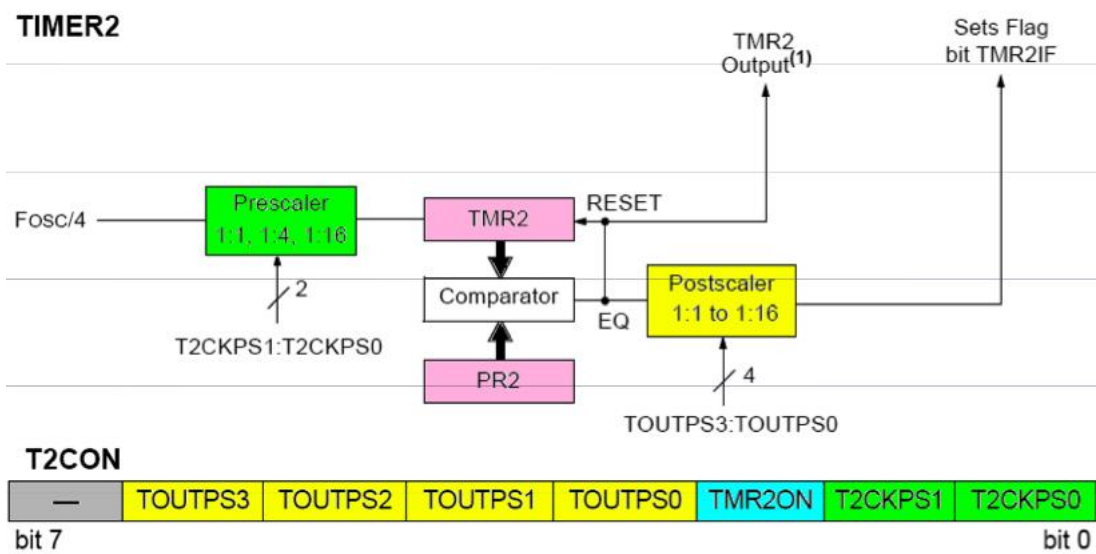 TIMER2
TMR2
Output(1)
Sets Flag
bit TMR2IF
Fosc/4
Prescaler
1:1, 1:4, 1:16
TMR2
RESET
2
Comparator
EQ
Postscaler
1:1 to 1:16
T2CKPS1:T2CKPS0
PR2
4
TOUTPS3:TOUTPS0
T2CON
— TOUTPS3 TOUTPS2 TOUTPS1 TOUTPS0 TMR2ON T2CKPS1 T2CKPS0
bit 7 bit 0